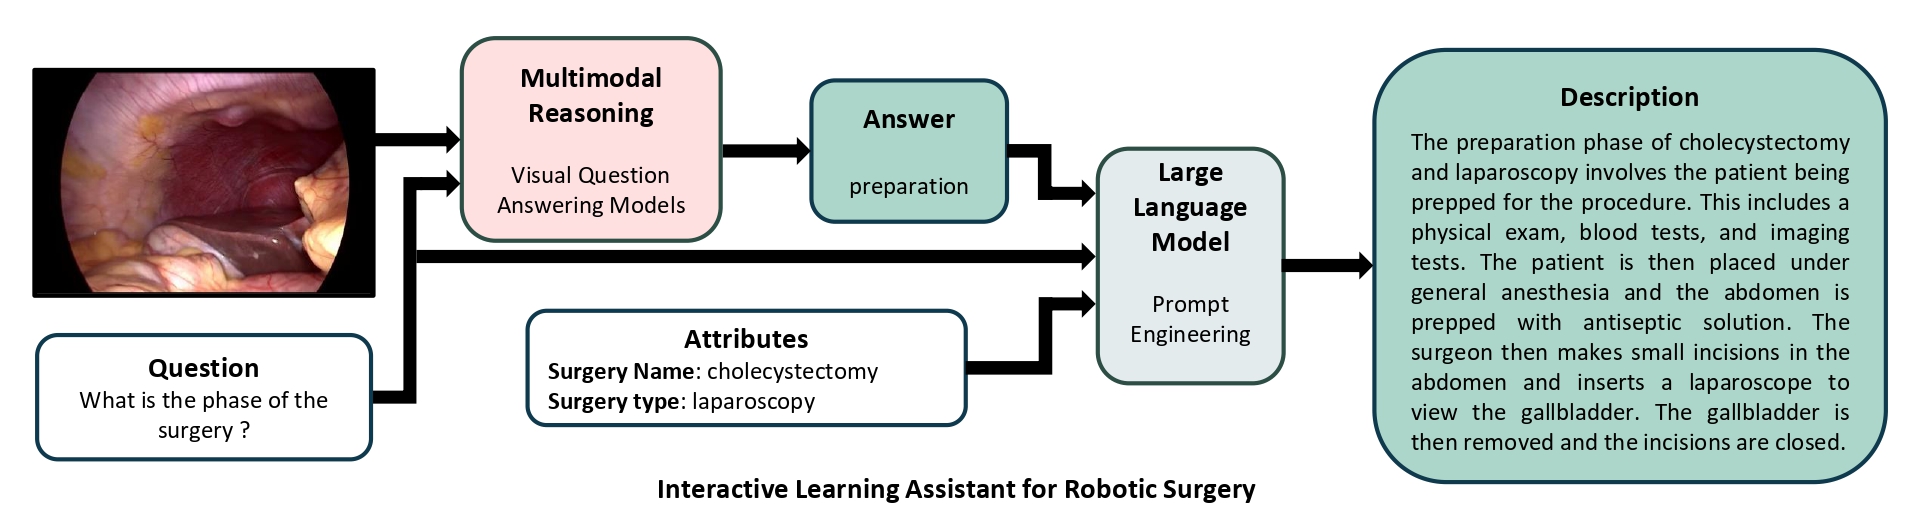 Multimodal
Reasoning
Visual Question
Answering Models
Answer
preparation
Question
What is the phase of the
surgery ?
Attributes
Surgery Name: cholecystectomy
Surgery type: laparoscopy
Large
Language
Model
Prompt
Engineering
Description
The preparation phase of cholecystectomy
and laparoscopy involves the patient being
prepped for the procedure. This includes a
physical exam, blood tests, and imaging
tests. The patient is then placed under
general anesthesia and the abdomen is
prepped with antiseptic solution. The
surgeon then makes small incisions in the
abdomen and inserts a laparoscope to
view the gallbladder. The gallbladder is
then removed and the incisions are closed.
Interactive Learning Assistant for Robotic Surgery